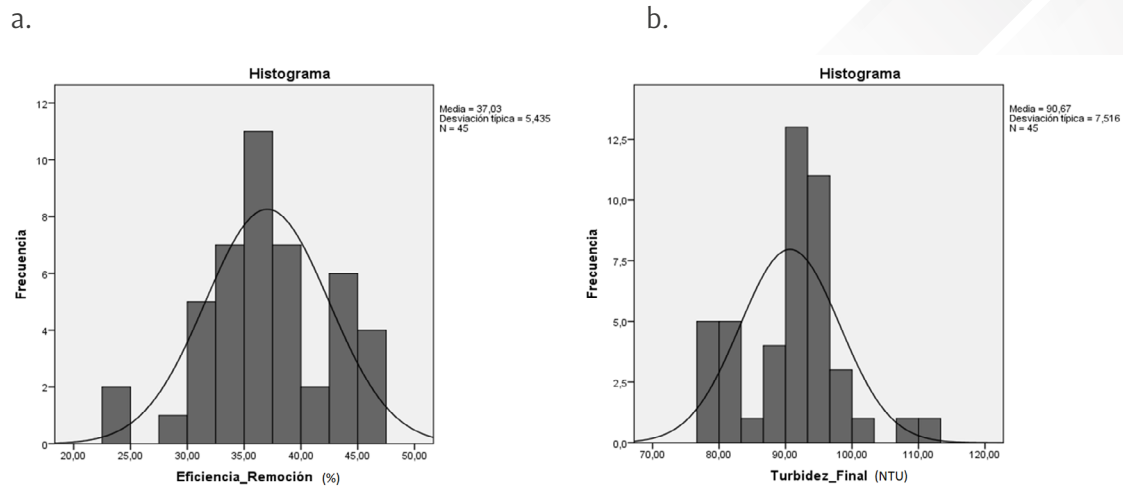 a.
Histograma
Media = 37,03
Desviación típica = 5,435
N = 45
12
10
8
6
4
2
0
Frecuencia
20,00 25,00 30,00 35,00 40,00 45,00 50,00
Eficiencia_Remoción (%)
b.
Histograma
Media = 90,67
Desviación típica = 7,516
N = 45
12,5
10,0
7,5
5,0
2,5
0,0
Frecuencia
70,00 80,00 90,00 100,00 110,00 120,00
Turbidez_Final (NTU)